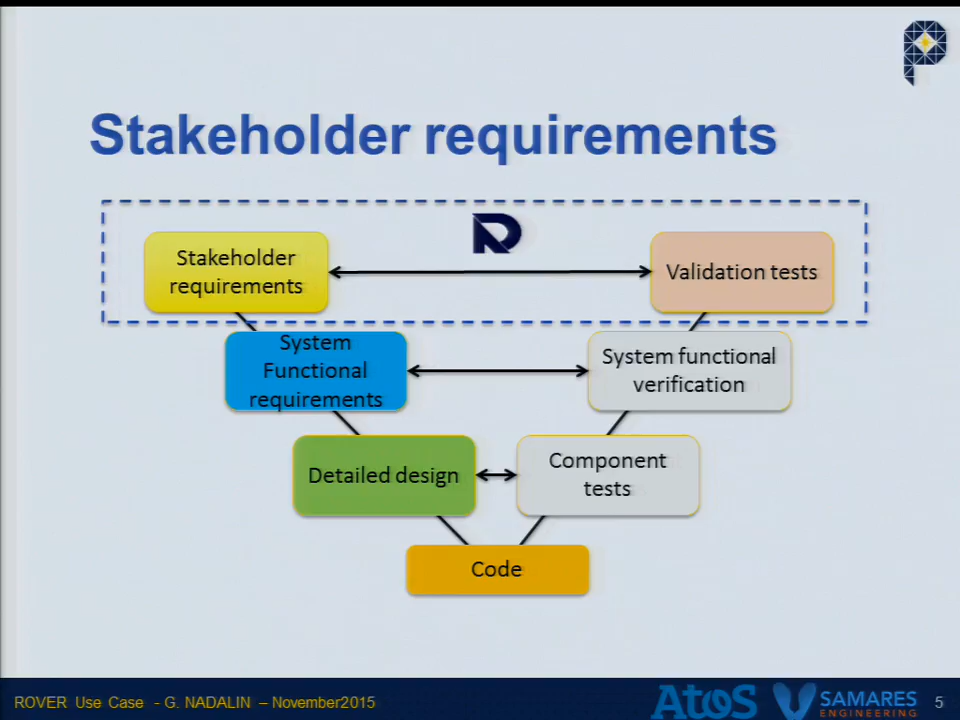 Stakeholder requirements
Stakeholder
requirements
Validation tests
System
Functional
requirements
System functional
verification
Detailed design
Component
tests
Code
ROVER Use Case - G. NADALIN – November2015
Atos
SAMARES
ENGINEERING
5